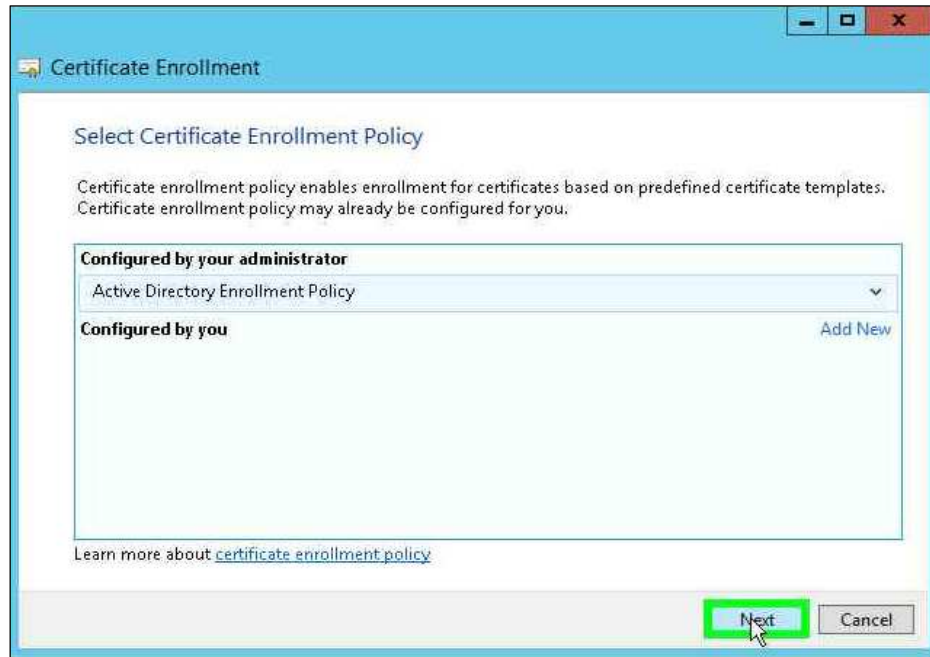 Certificate Enrollment
Select Certificate Enrollment Policy
Certificate enrollment policy enables enrollment for certificates based on predefined certificate templates.
Certificate enrollment policy may already be configured for you.
Configured by your administrator
Active Directory Enrollment Policy
Configured by you Add New
Learn more about certificate enrollment policy
Next Cancel